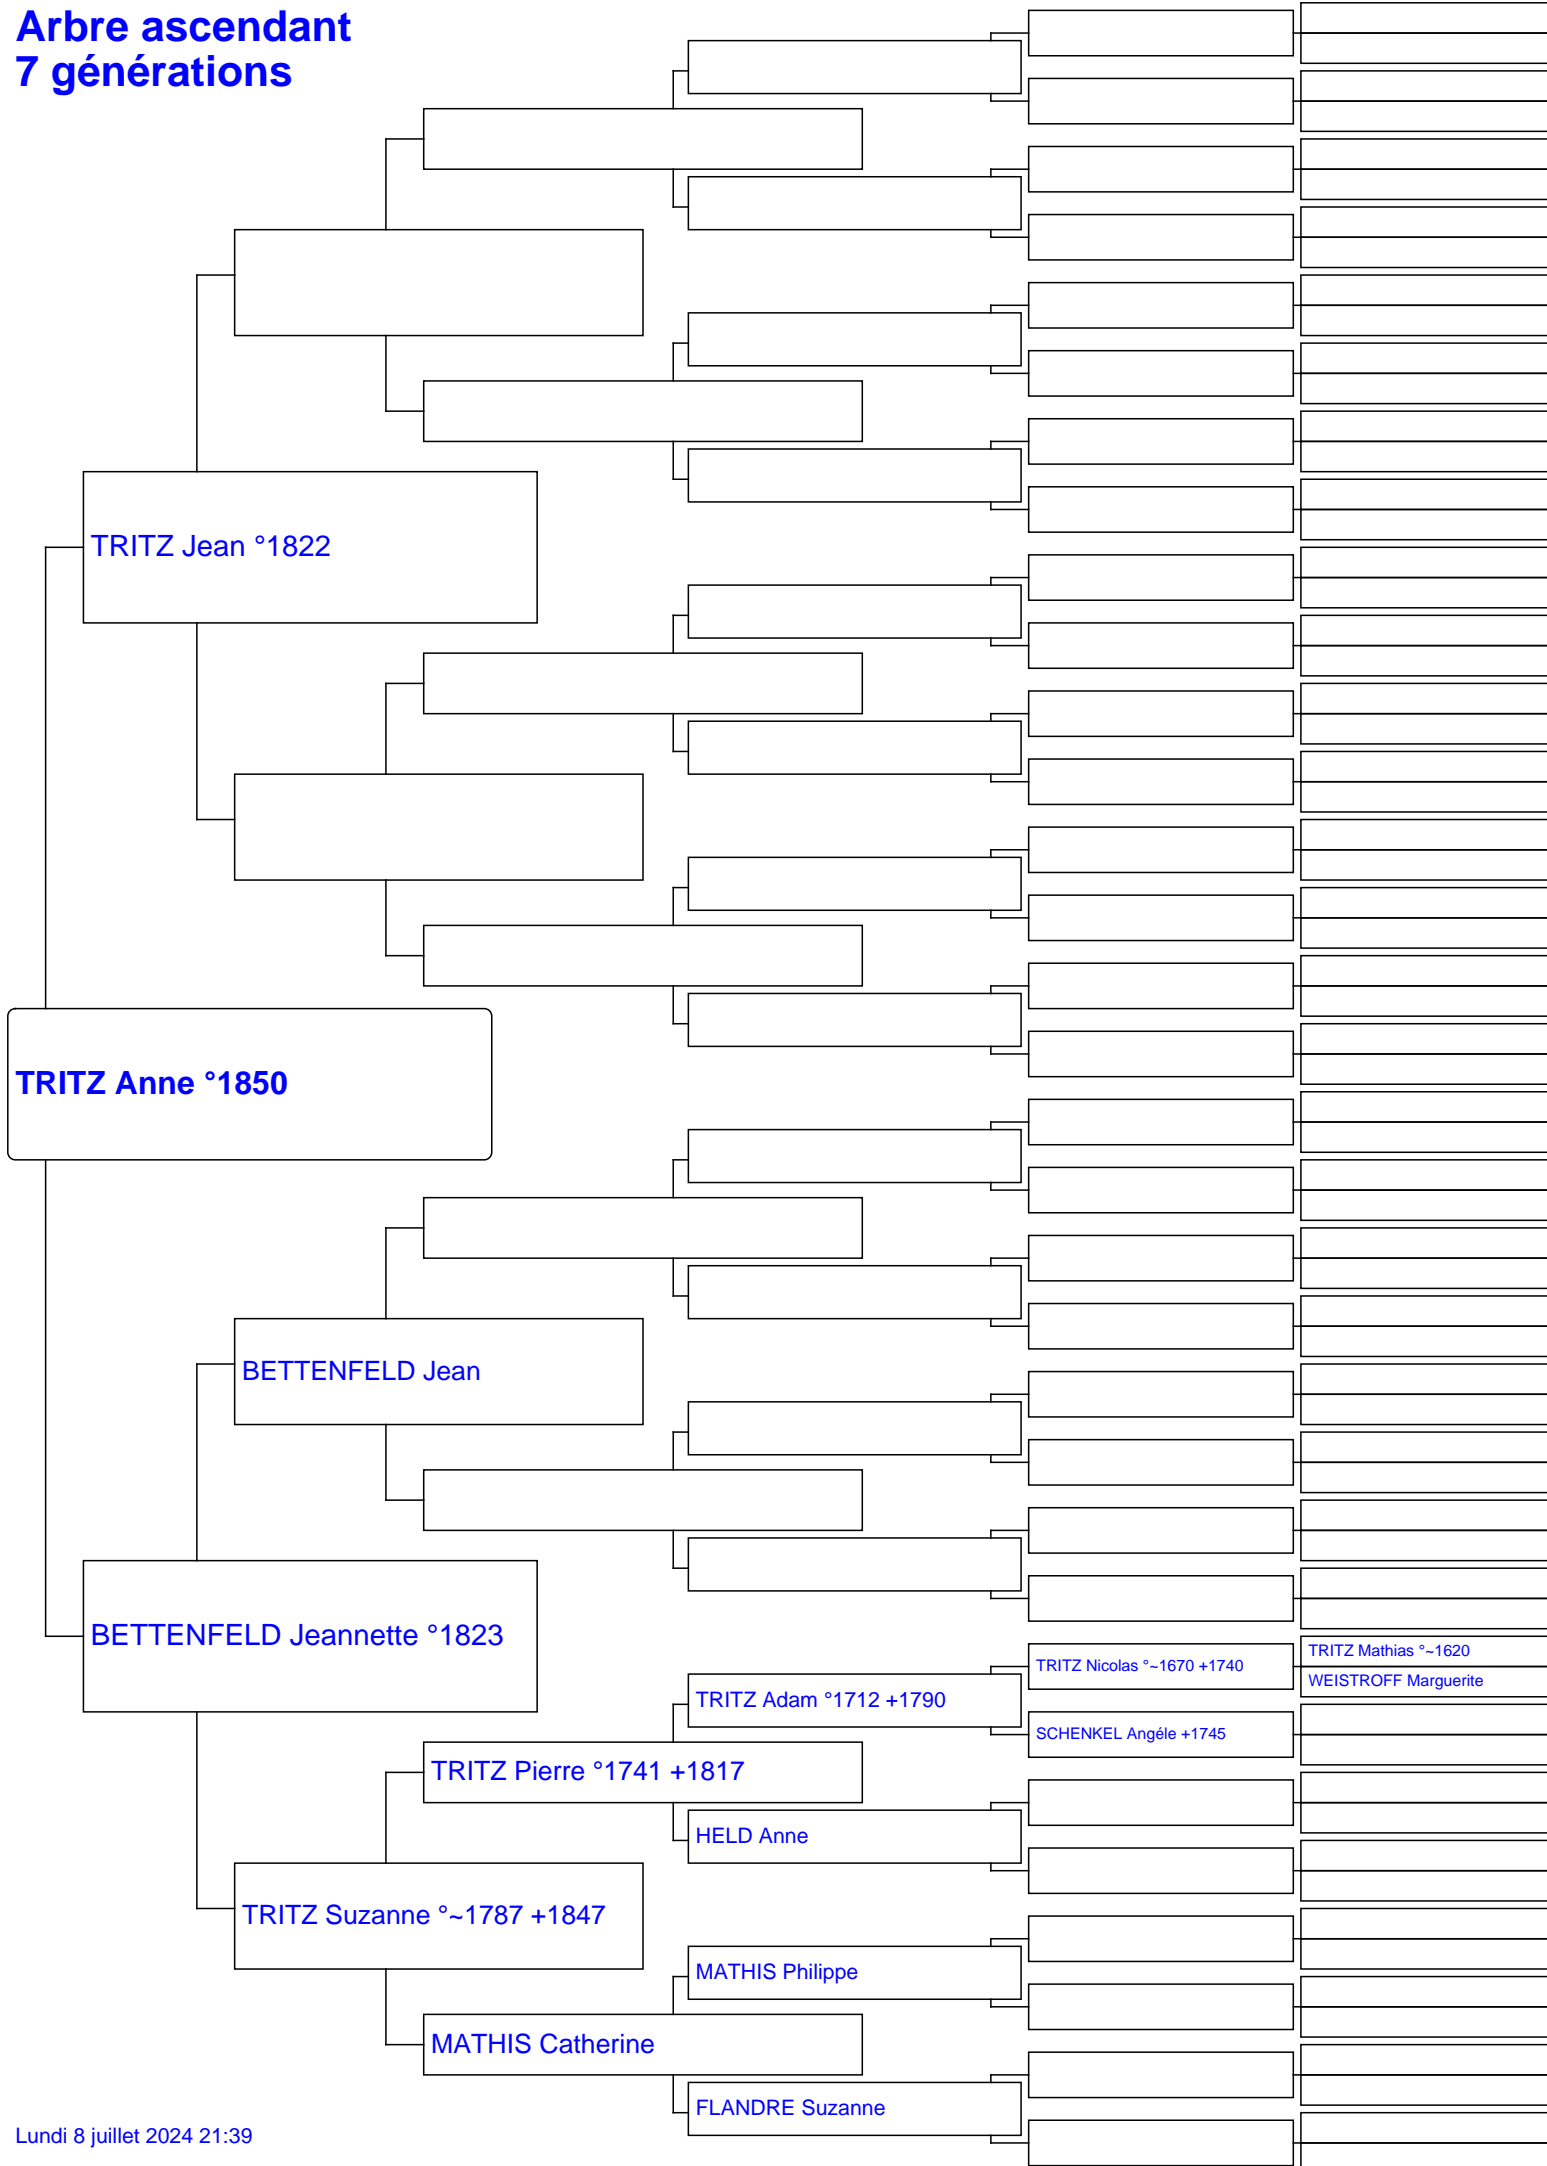 Arbre ascendant
7 générations
TRITZ Jean °1822
TRITZ Anne °1850
BETTENFELD Jean
BETTENFELD Jeannette °1823
TRITZ Nicolas °~1670 +1740
TRITZ Mathias °~1620
WEISTROFF Marguerite
TRITZ Adam °1712 +1790
SCHENKEL Angéle +1745
TRITZ Pierre °1741 +1817
HELD Anne
TRITZ Suzanne °~1787 +1847
MATHIS Philippe
MATHIS Catherine
FLANDRE Suzanne
Lundi 8 juillet 2024 21:39